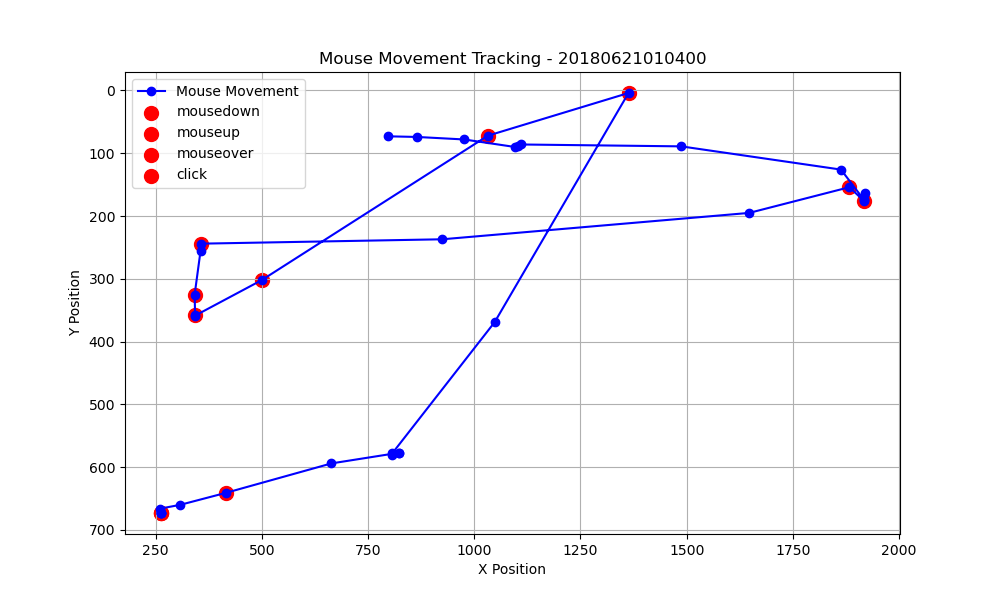 Mouse Movement Tracking - 20180621010400
Mouse Movement
mousedown
mouseup
mouseover
click
0
100
200
300
400
500
600
700
Y Position
250 500 750 1000 1250 1500 1750 2000
X Position